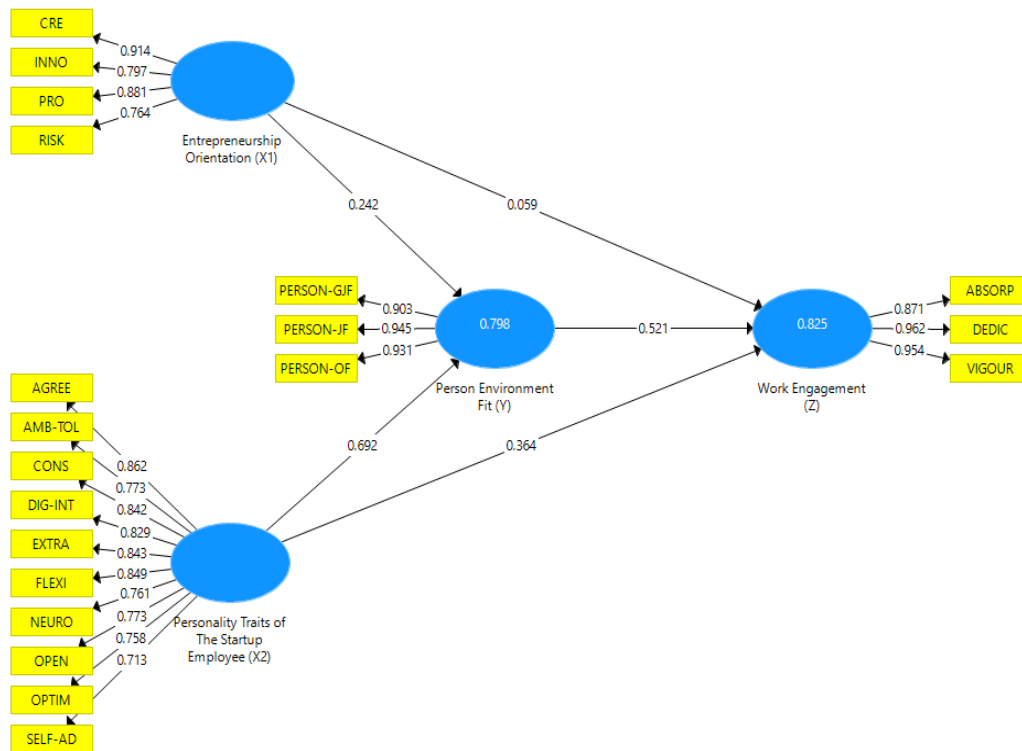 CRE
0.914
INNO
0.797
PRO
0.881
RISK
0.764
Entrepreneurship
Orientation (X1)
0.242
0.059
PERSON-GJF
0.903
PERSON-JF
0.945
PERSON-OF
0.931
0.798
Person Environment
Fit (Y)
0.521
0.825
Work Engagement
(Z)
ABSORP
0.871
DEDIC
0.962
VIGOUR
0.954
0.692
0.364
AGREE
0.862
AMB-TOL
0.773
CONS
0.842
DIG-INT
0.829
EXTRA
0.843
FLEXI
0.849
NEURO
0.761
OPEN
0.773
OPTIM
0.758
SELF-AD
0.713
Personality Traits of
The Startup
Employee (X2)